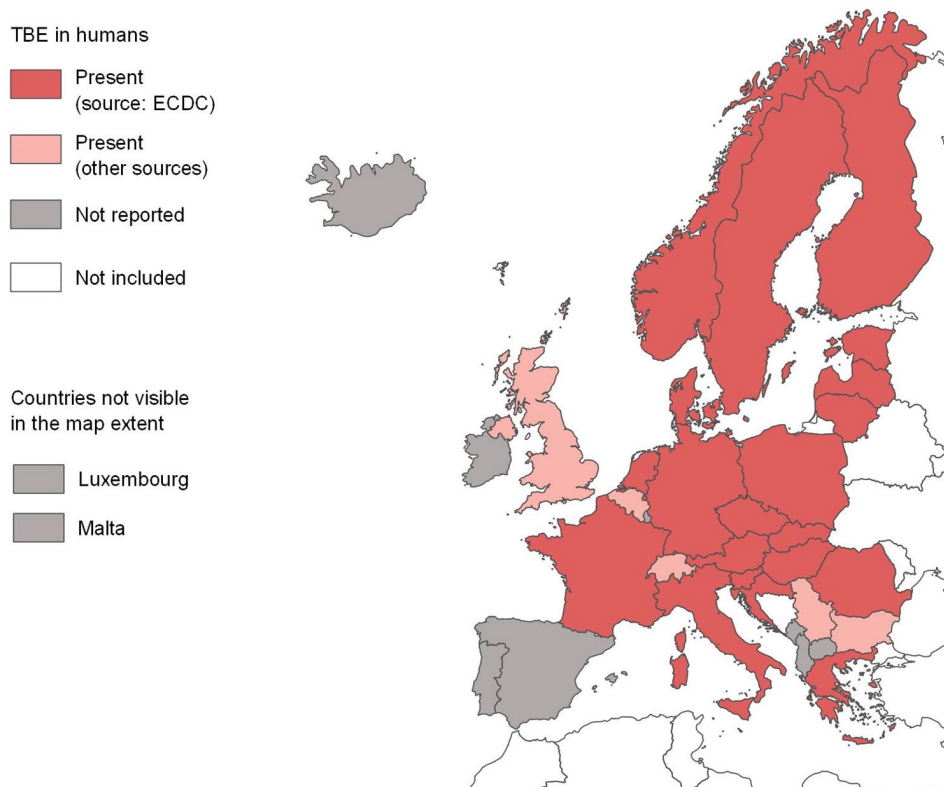 TBE in humans
Present
(source: ECDC)
Present
(other sources)
Not reported
Not included
Countries not visible
in the map extent
Luxembourg
Malta